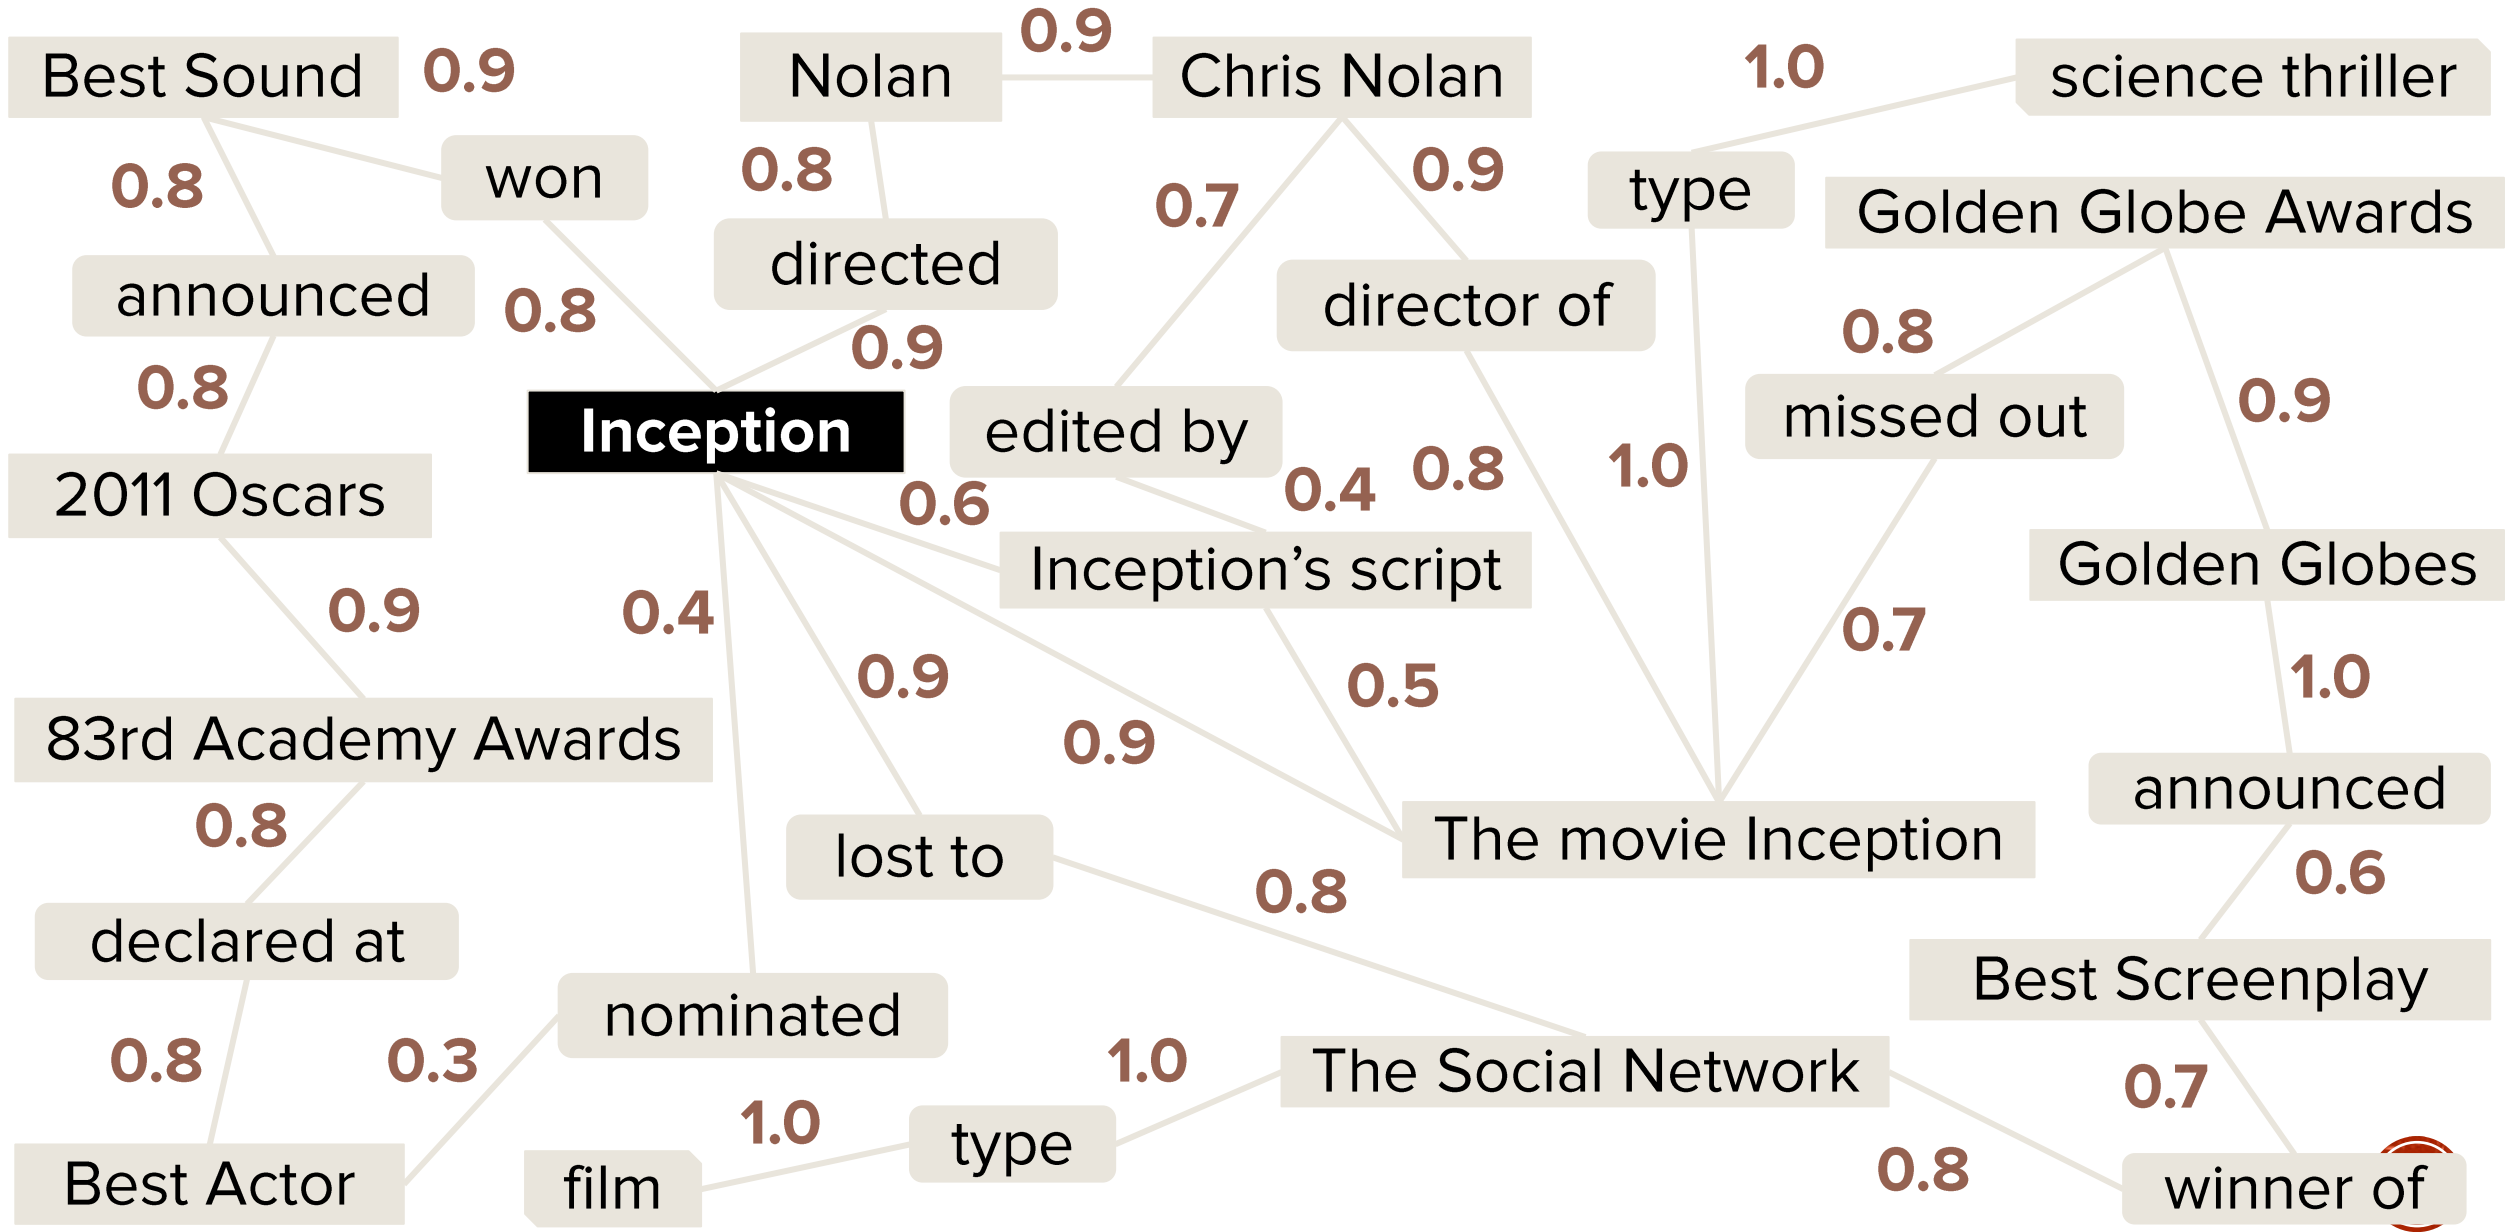 0.9
Best Sound
0.9
Nolan
Chris Nolan
1.0
science thriller
0.8
won
0.8
0.7
0.9
type
Golden Globe Awards
announced
0.8
directed
director of
0.8
0.8
0.9
Inception
edited by
missed out
0.9
2011 Oscars
0.6
0.4
0.8
1.0
Inception’s script
Golden Globes
0.9
0.4
0.9
0.5
0.7
1.0
83rd Academy Awards
0.9
announced
0.8
lost to
The movie Inception
0.8
0.6
declared at
Best Screenplay
nominated
0.8
0.3
1.0
The Social Network
0.7
1.0
type
Best Actor
film
0.8
winner of